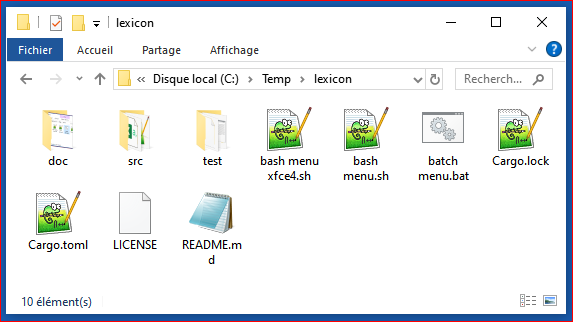 lexicon
Fichier Accueil Partage Affichage
« Disque local (C:) > Temp > lexicon Recherch...
doc src test bash menu xfce4.sh bash menu.sh batch menu.bat Cargo.lock
Cargo.toml LICENSE README.md
10 élément(s)